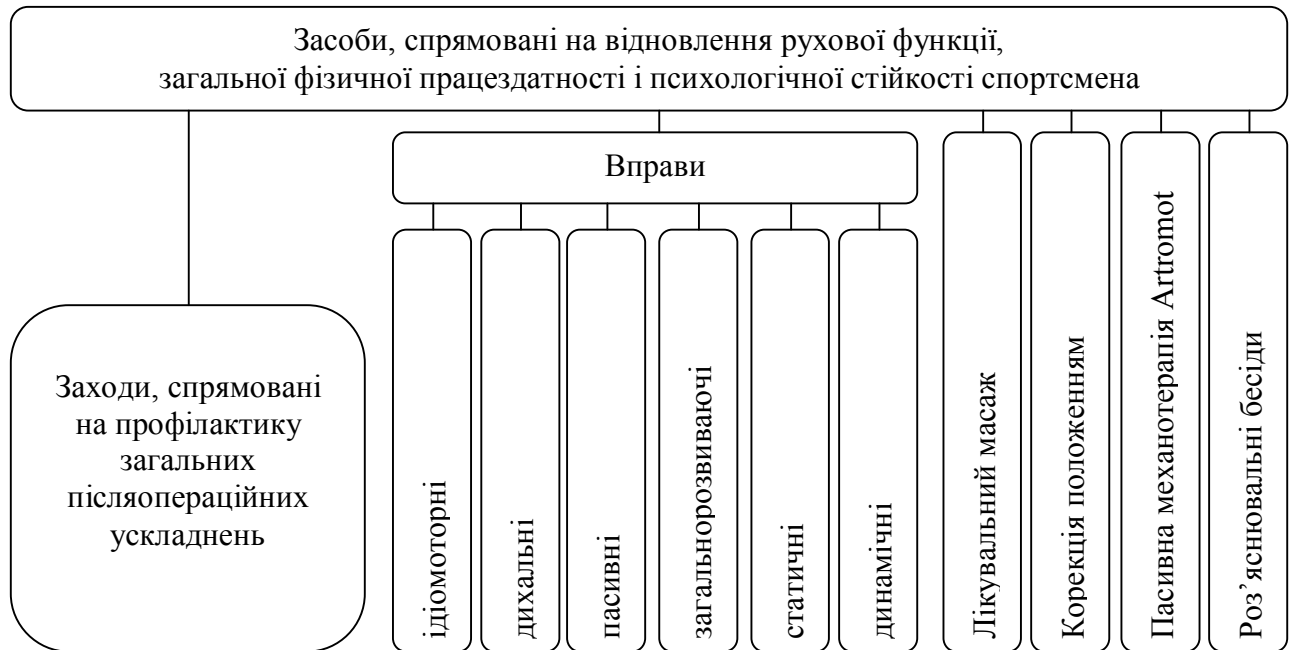 Засоби, спрямовані на відновлення рухової функції,
загальної фізичної працездатності і психологічної стійкості спортсмена
Вправи
Заходи, спрямовані
на профілактику
загальних
післяопераційних
ускладнень
ідіомоторні
дихальні
пасивні
загальнорозвиваючі
статичні
динамічні
Лікувальний масаж
Корекція положенням
Пасивна механотерапія Artromot
Роз’яснювальні бесіди